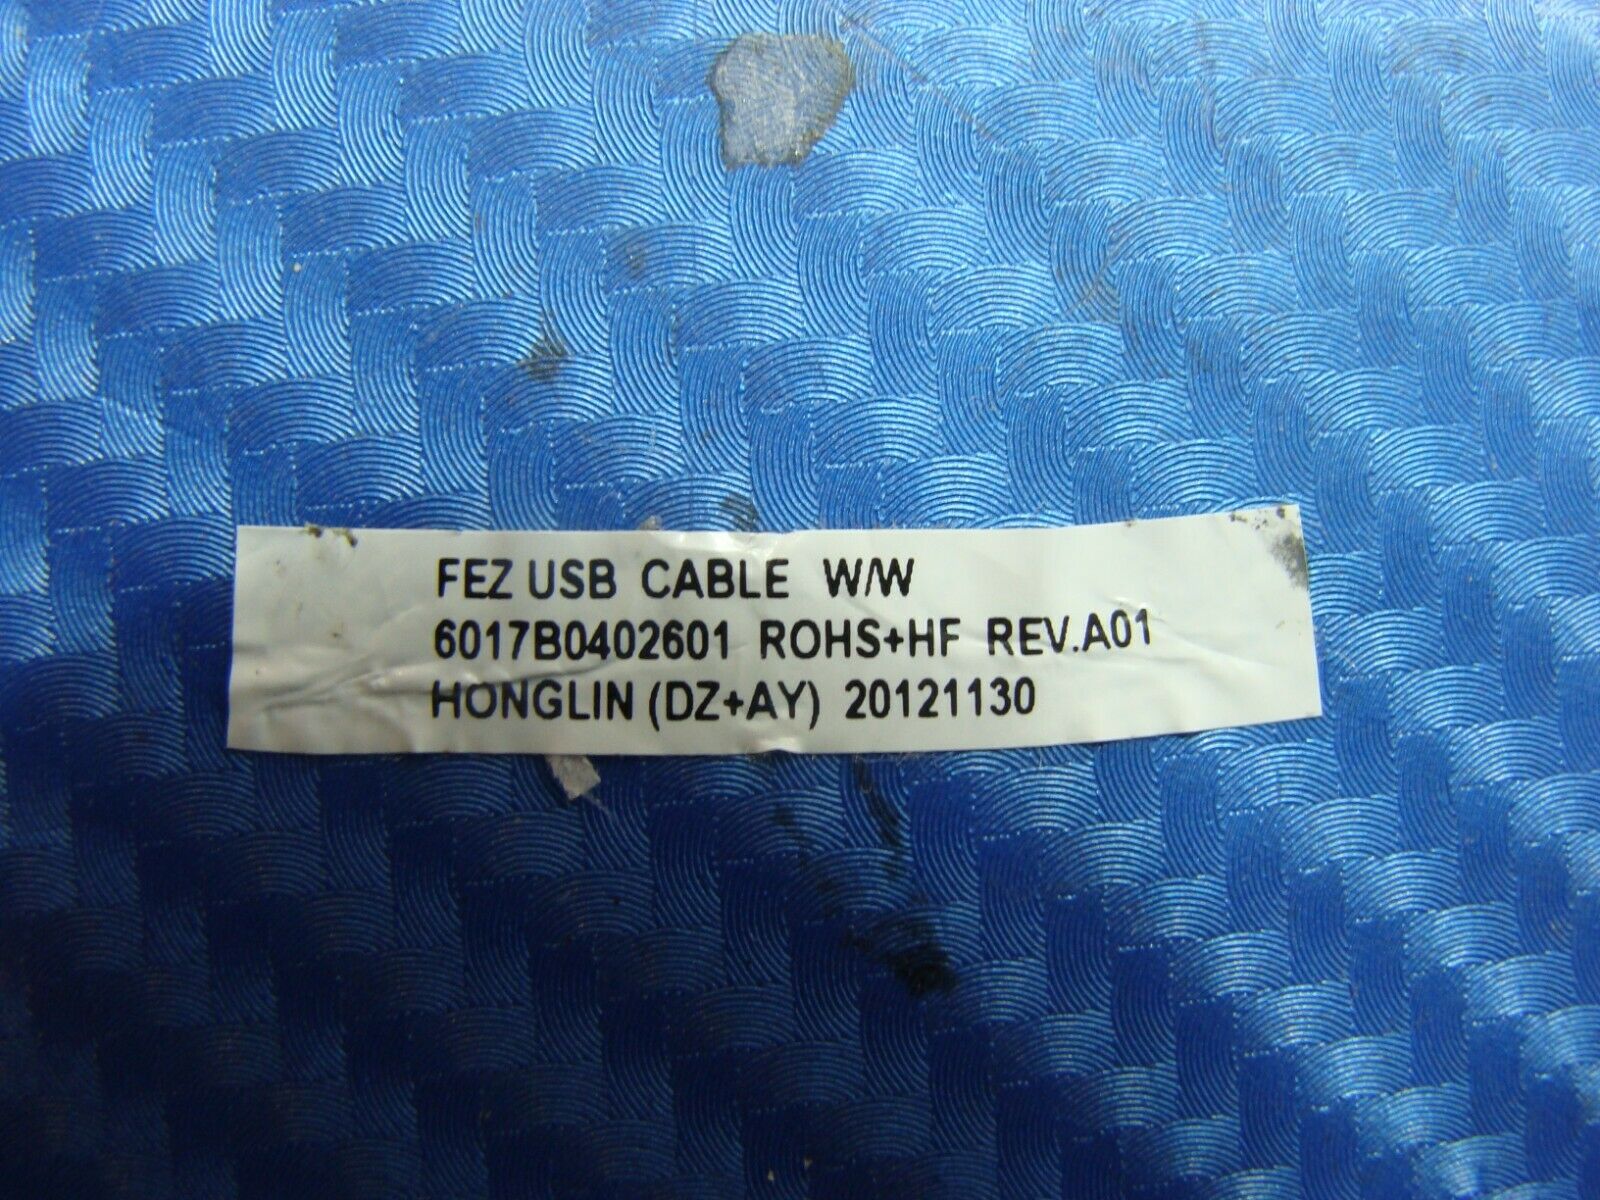 FEZ USB CABLE W/W
6017B0402601 ROHS+HF REV.A01
HONGLIN (DZ+AY) 20121130